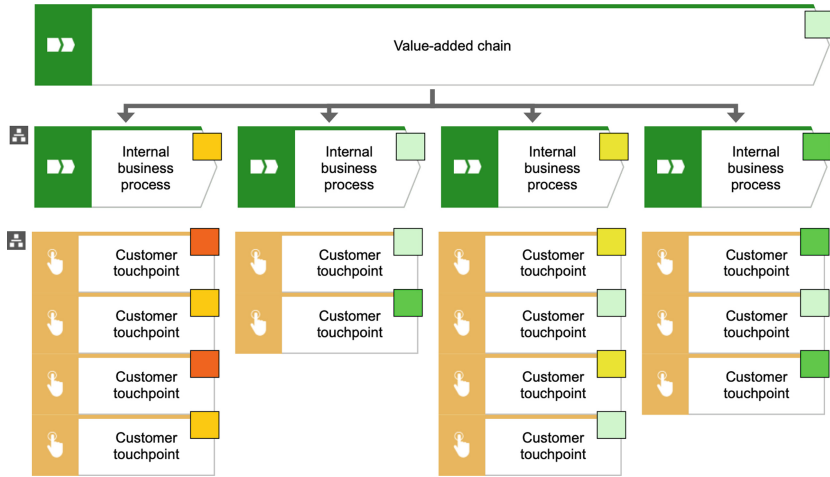 Value-added chain
Internal
business
process
Internal
business
process
Internal
business
process
Internal
business
process
Customer
touchpoint
Customer
touchpoint
Customer
touchpoint
Customer
touchpoint
Customer
touchpoint
Customer
touchpoint
Customer
touchpoint
Customer
touchpoint
Customer
touchpoint
Customer
touchpoint
Customer
touchpoint
Customer
touchpoint
Customer
touchpoint